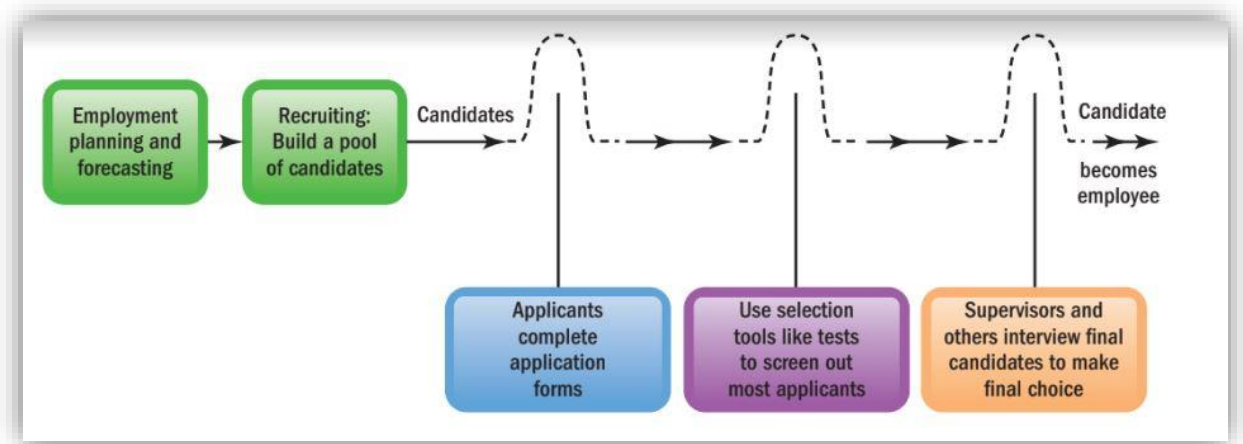 Employment
planning and
forecasting
Recruiting:
Build a pool
of candidates
Candidates
Candidate
becomes
employee
Applicants
complete
application
forms
Use selection
tools like tests
to screen out
most applicants
Supervisors and
others interview final
candidates to make
final choice